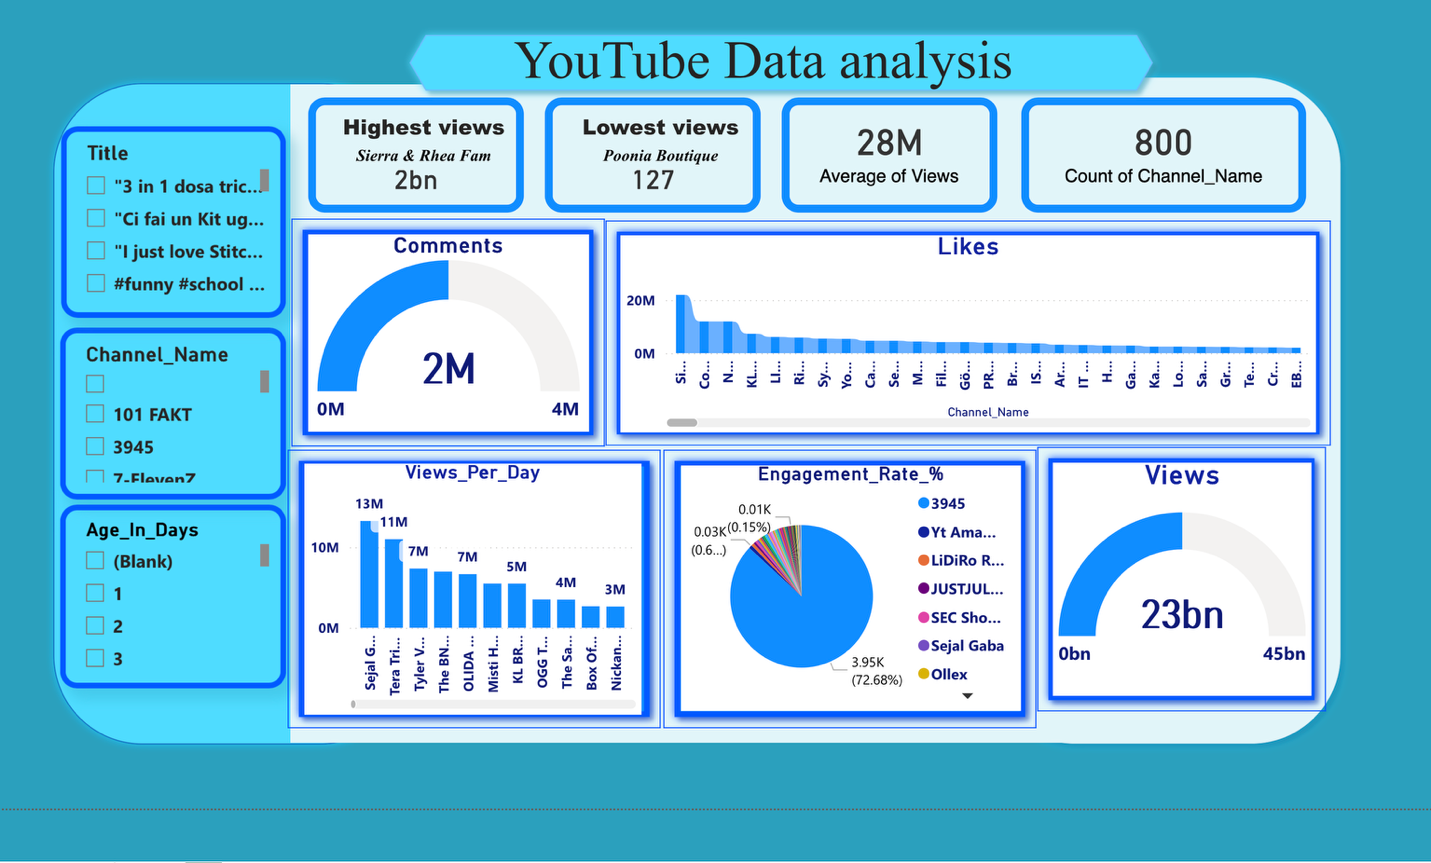 YouTube Data analysis
Highest views
Sierra & Rhea Fam
2bn
Lowest views
Poonia Boutique
127
28M
Average of Views
800
Count of Channel_Name
Title
"3 in 1 dosa tric...
"Ci fai un Kit ug...
"I just love Stitc...
#funny #school ...
Channel_Name
101 FAKT
3945
7-ElevenZ
Age_In_Days
(Blank)
1
2
3
Comments
2M
0M
4M
Likes
20M
0M
Si...
Co...
N...
KL...
LI...
Ri...
Sy...
Yo...
Ca...
Se...
M...
Fil...
Gö...
PR...
Br...
IS...
Ar...
IT ...
H...
Ga...
Ka...
Lo...
Sa...
Gr...
Te...
Cr...
EB...
Channel_Name
Views_Per_Day
13M
11M
7M
7M
5M
4M
3M
10M
0M
Sejal G...
Tera Tri...
Tyler V...
The BN...
OLIDA ...
Misti H...
KL BR...
OGG T...
The Sa...
Box Of...
Nickan...
Engagement_Rate_%
0.01K
(0.15%)
0.03K
(0.6...)
3.95K
(72.68%)
3945
Yt Ama...
LiDiRo R...
JUSTJUL...
SEC Sho...
Sejal Gaba
Ollex
Views
23bn
0bn
45bn